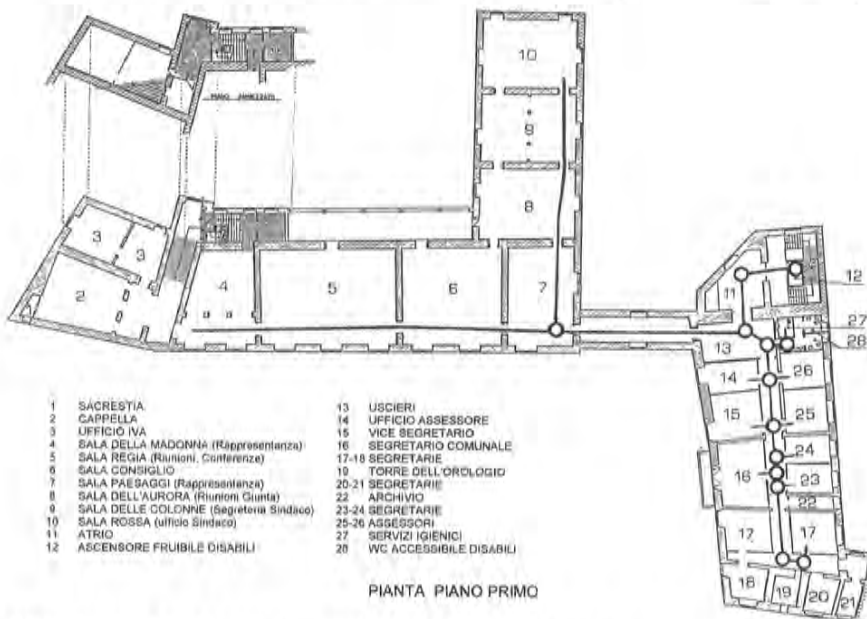 10
PIANO AMMEZZATO
9
8
3
3
2
4
5
6
7
11
12
27
28
13
14
26
15
25
24
16
23
22
17
17
18
19
20
21
1 SACRESTIA
2 CAPPELLA
3 UFFICIO IVA
4 SALA DELLA MADONNA (Rappresentanza)
5 SALA REGIA (Riunioni, Conferenze)
6 SALA CONSIGLIO
7 SALA PAESAGGI (Rappresentanza)
8 SALA DELL'AURORA (Riunioni Giunta)
9 SALA DELLE COLONNE (Segreteria Sindaco)
10 SALA ROSSA (ufficio Sindaco)
11 ATRIO
12 ASCENSORE FRUIBILE DISABILI
13 USCIERI
14 UFFICIO ASSESSORE
15 VICE SEGRETARIO
16 SEGRETARIO COMUNALE
17-18 SEGRETARIE
19 TORRE DELL'OROLOGIO
20-21 SEGRETARIE
22 ARCHIVIO
23-24 SEGRETARIE
25-26 ASSESSORI
27 SERVIZI IGIENICI
28 WC ACCESSIBILE DISABILI
PIANTA PIANO PRIMO